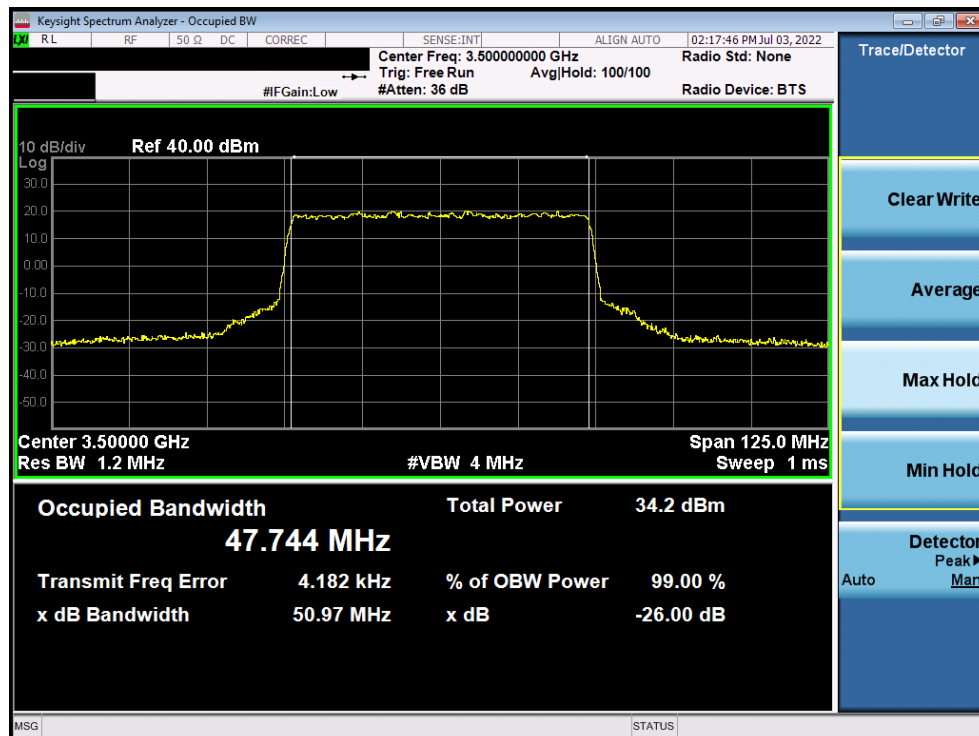 Keysight Spectrum Analyzer - Occupied BW
LXI RL RF 50 Ω DC CORREC SENSE:INT ALIGN AUTO 02:17:46 PM Jul 03, 2022
Center Freq: 3.500000000 GHz Radio Std: None
Trig: Free Run Avg|Hold: 100/100
#IFGain:Low #Atten: 36 dB Radio Device: BTS
Trace/Detector
10 dB/div Ref 40.00 dBm
Log
30.0
20.0
10.0
0.00
-10.0
-20.0
-30.0
-40.0
-50.0
Center 3.50000 GHz Span 125.0 MHz
Res BW 1.2 MHz #VBW 4 MHz Sweep 1 ms
Occupied Bandwidth Total Power 34.2 dBm
47.744 MHz
Transmit Freq Error 4.182 kHz % of OBW Power 99.00 %
x dB Bandwidth 50.97 MHz x dB -26.00 dB
Clear Write
Average
Max Hold
Min Hold
Detector
Peak▶
Auto Man
MSG STATUS